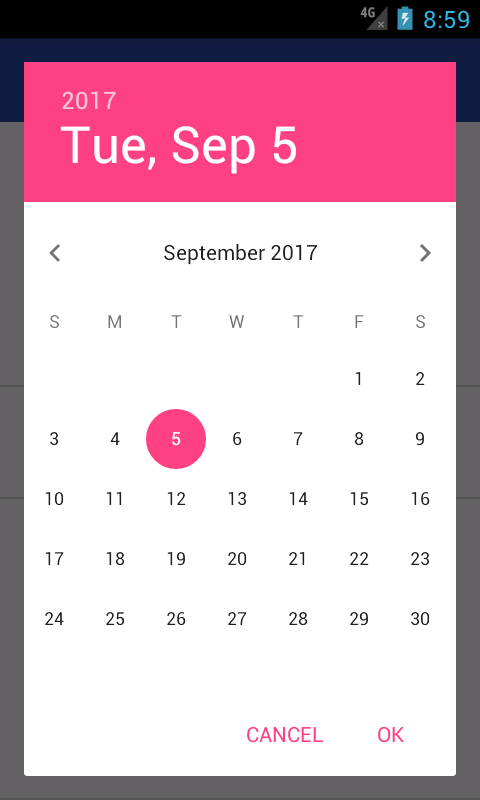 4G 8:59
2017
Tue, Sep 5
September 2017
S M T W T F S
1 2
3 4 5 6 7 8 9
10 11 12 13 14 15 16
17 18 19 20 21 22 23
24 25 26 27 28 29 30
CANCEL OK